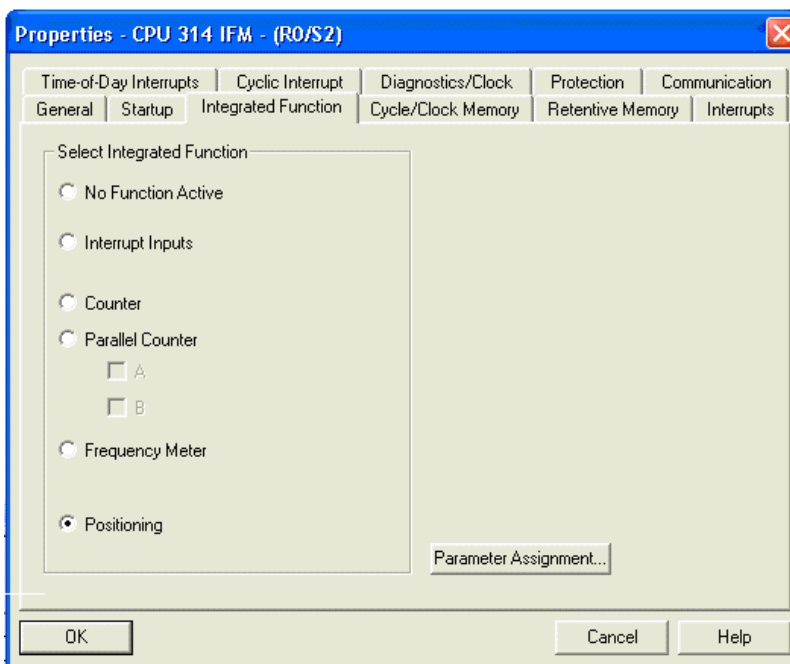 Properties - CPU 314 IFM - (R0/S2)
Time-of-Day Interrupts Cyclic Interrupt Diagnostics/Clock Protection Communication
General Startup Integrated Function Cycle/Clock Memory Retentive Memory Interrupts
Select Integrated Function
No Function Active
Interrupt Inputs
Counter
Parallel Counter
A
B
Frequency Meter
Positioning
Parameter Assignment...
OK Cancel Help